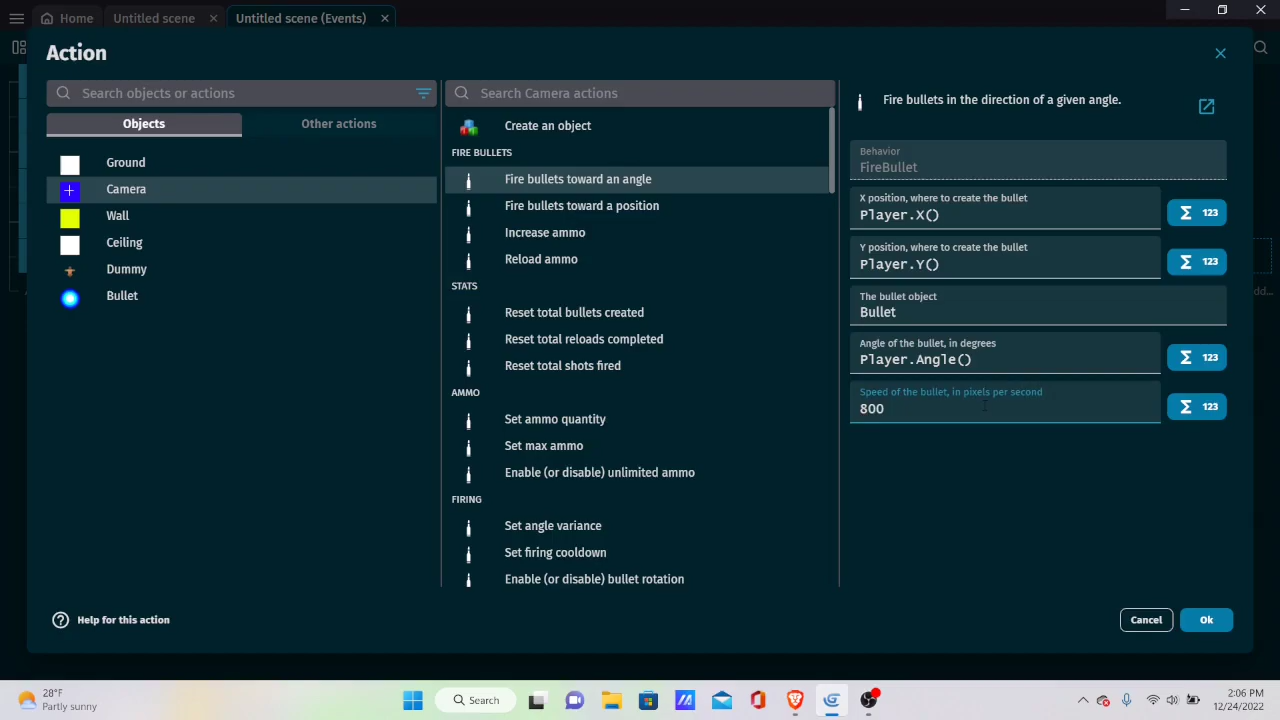 Home
Untitled scene
Untitled scene (Events)
Action
Search objects or actions
Objects
Other actions
Ground
Camera
Wall
Ceiling
Dummy
Bullet
Search Camera actions
Create an object
FIRE BULLETS
Fire bullets toward an angle
Fire bullets toward a position
Increase ammo
Reload ammo
STATS
Reset total bullets created
Reset total reloads completed
Reset total shots fired
AMMO
Set ammo quantity
Set max ammo
Enable (or disable) unlimited ammo
FIRING
Set angle variance
Set firing cooldown
Enable (or disable) bullet rotation
Fire bullets in the direction of a given angle.
Behavior
FireBullet
X position, where to create the bullet
Player.X()
Σ 123
Y position, where to create the bullet
Player.Y()
Σ 123
The bullet object
Bullet
Angle of the bullet, in degrees
Player.Angle()
Σ 123
Speed of the bullet, in pixels per second
800
Σ 123
dd...
Help for this action
Cancel
Ok
28°F
Partly sunny
Search
2:06 PM
12/24/2022